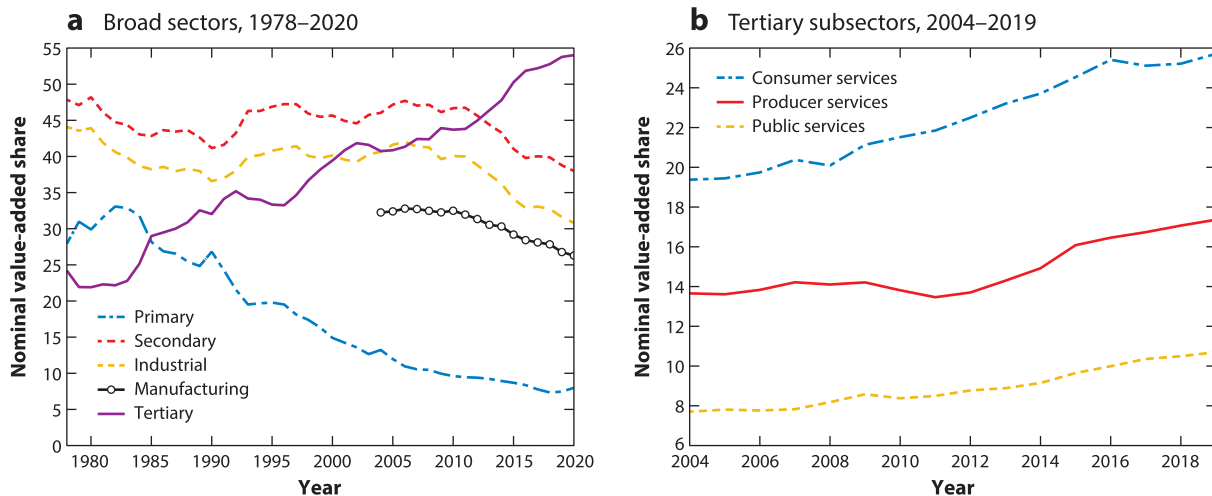 a Broad sectors, 1978–2020
Nominal value-added share
55
50
45
40
35
30
25
20
15
10
5
0
Primary
Secondary
Industrial
Manufacturing
Tertiary
1980 1985 1990 1995 2000 2005 2010 2015 2020
Year
b Tertiary subsectors, 2004–2019
Nominal value-added share
26
24
22
20
18
16
14
12
10
8
6
Consumer services
Producer services
Public services
2004 2006 2008 2010 2012 2014 2016 2018
Year